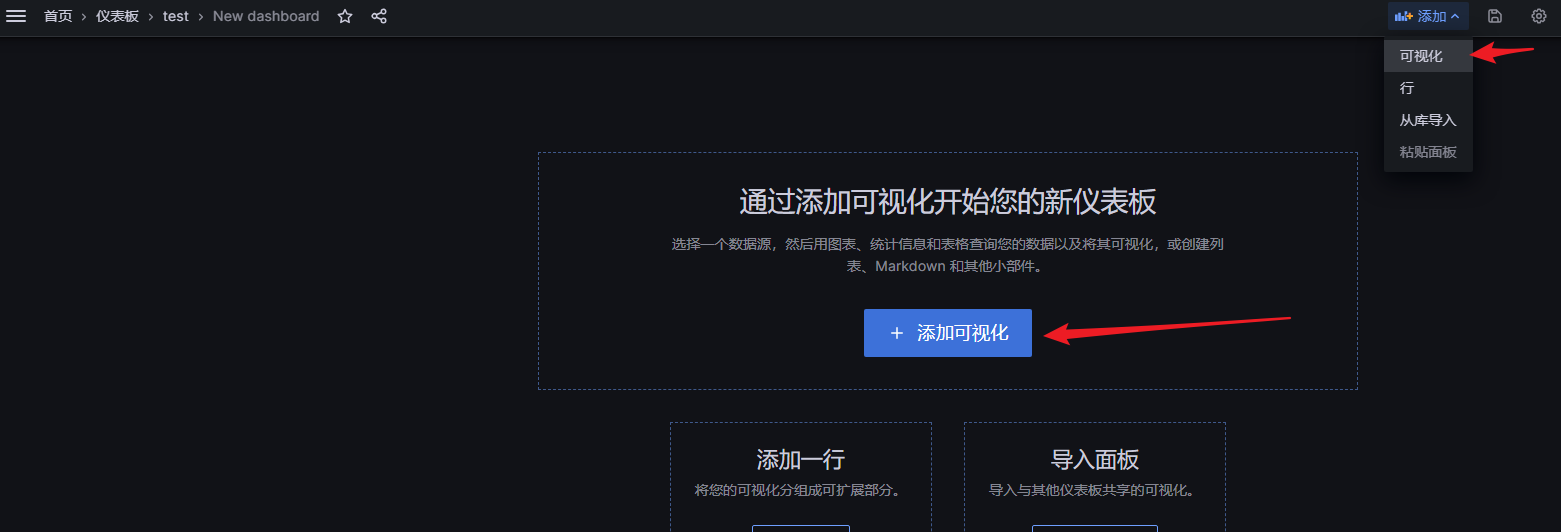 首页 › 仪表板 › test › New dashboard
添加
可视化
行
从库导入
粘贴面板
通过添加可视化开始您的新仪表板
选择一个数据源，然后用图表、统计信息和表格查询您的数据以及将其可视化，或创建列
表、Markdown 和其他小部件。
+ 添加可视化
添加一行
将您的可视化分组成可扩展部分。
导入面板
导入与其他仪表板共享的可视化。